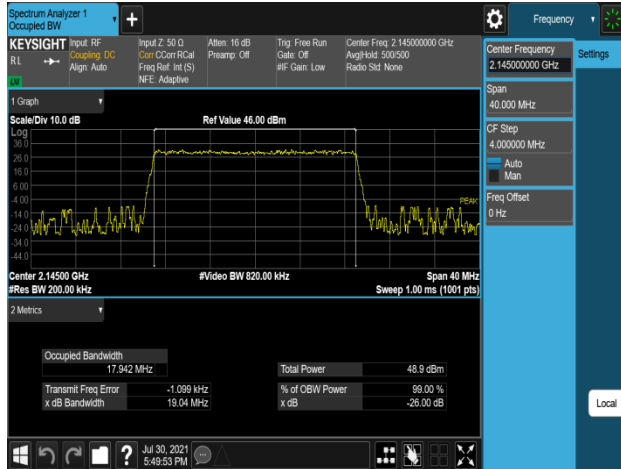 Spectrum Analyzer 1
Occupied BW
+
Frequency
KEYSIGHT
RL
Input: RF
Coupling: DC
Align: Auto
Input Z: 50 Ω
Corr CCorr RCal
Freq Ref: Int (S)
NFE: Adaptive
Atten: 16 dB
Preamp: Off
Trig: Free Run
Gate: Off
#IF Gain: Low
Center Freq: 2.145000000 GHz
Avg|Hold: 500/500
Radio Std: None
Center Frequency
2.145000000 GHz
Settings
Span
40.000 MHz
CF Step
4.000000 MHz
Auto
Man
Freq Offset
0 Hz
Local
1 Graph
Scale/Div 10.0 dB
Ref Value 46.00 dBm
Log
36.0
26.0
16.0
6.00
-4.00
-14.0
-24.0
-34.0
-44.0
PEAK
Center 2.14500 GHz
#Video BW 820.00 kHz
Span 40 MHz
#Res BW 200.00 kHz
Sweep 1.00 ms (1001 pts)
2 Metrics
Occupied Bandwidth
17.942 MHz
Total Power 48.9 dBm
Transmit Freq Error -1.099 kHz
% of OBW Power 99.00 %
x dB Bandwidth 19.04 MHz
x dB -26.00 dB
?
Jul 30, 2021
5:49:53 PM